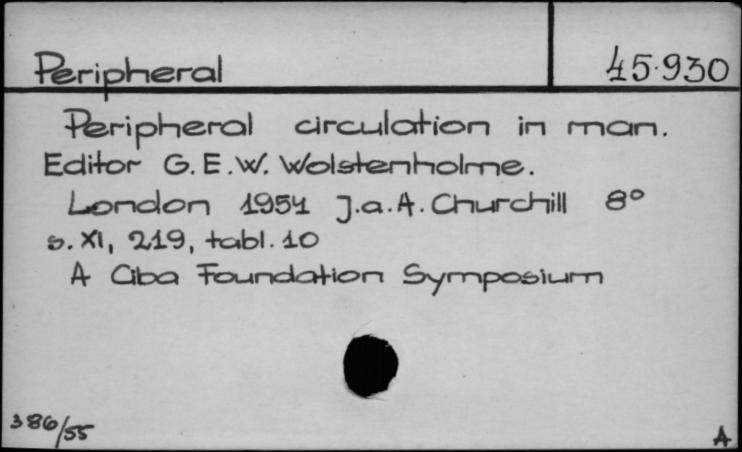 Peripheral 45.930
Peripheral circulation in man.
Editor G.E.W. Wolstenholme.
London 1954 J.a.A. Churchill 8°
s. XI, 219, tabl. 10
A Ciba Foundation Symposium
386/55 A